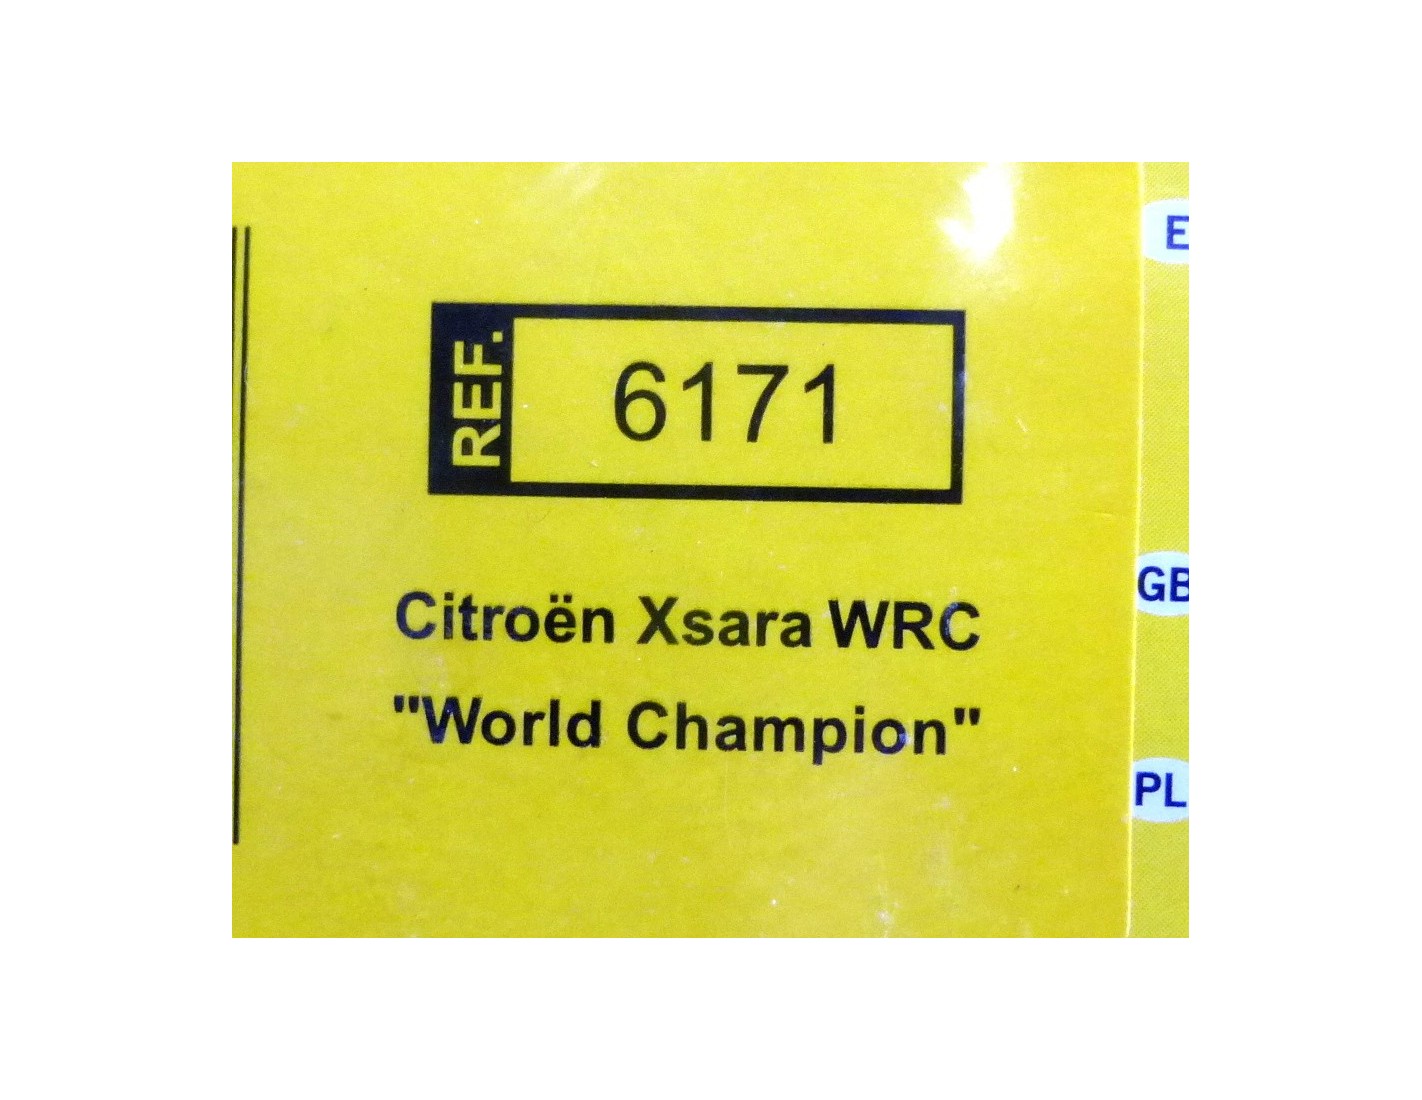 REF. 6171
Citroën Xsara WRC
"World Champion"
E
GB
PL